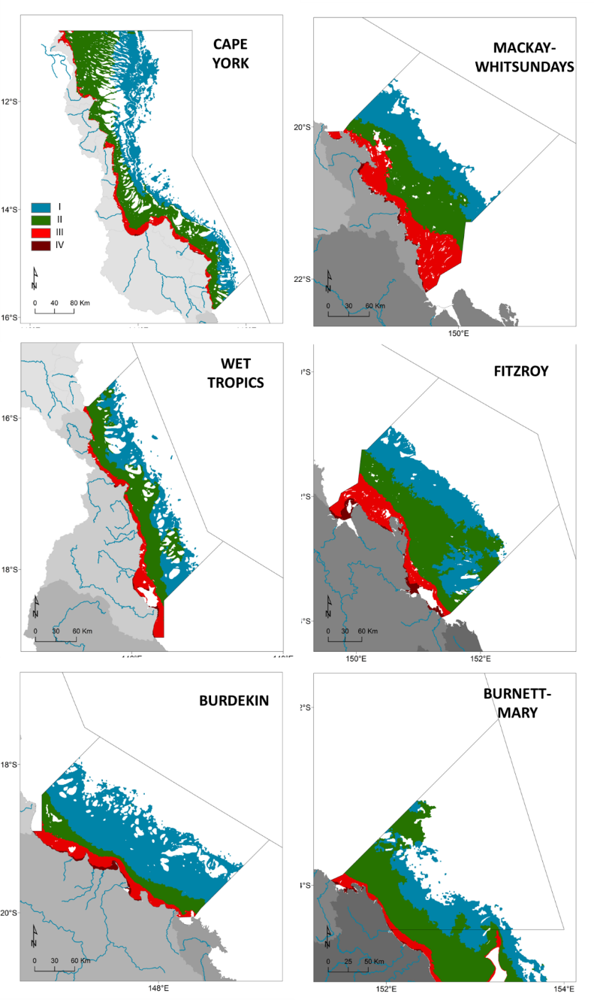 CAPE
YORK
12°S
14°S
16°S
I
II
III
IV
N
0 40 80 Km
MACKAY-
WHITSUNDAYS
20°S
22°S
N
0 30 60 Km
150°E
WET
TROPICS
16°S
18°S
N
0 30 60 Km
FITZROY
°S
°S
°S
N
0 30 60 Km
150°E
152°E
BURDEKIN
18°S
20°S
N
0 30 60 Km
148°E
BURNETT-
MARY
2°S
°S
N
0 25 50 Km
152°E
154°E